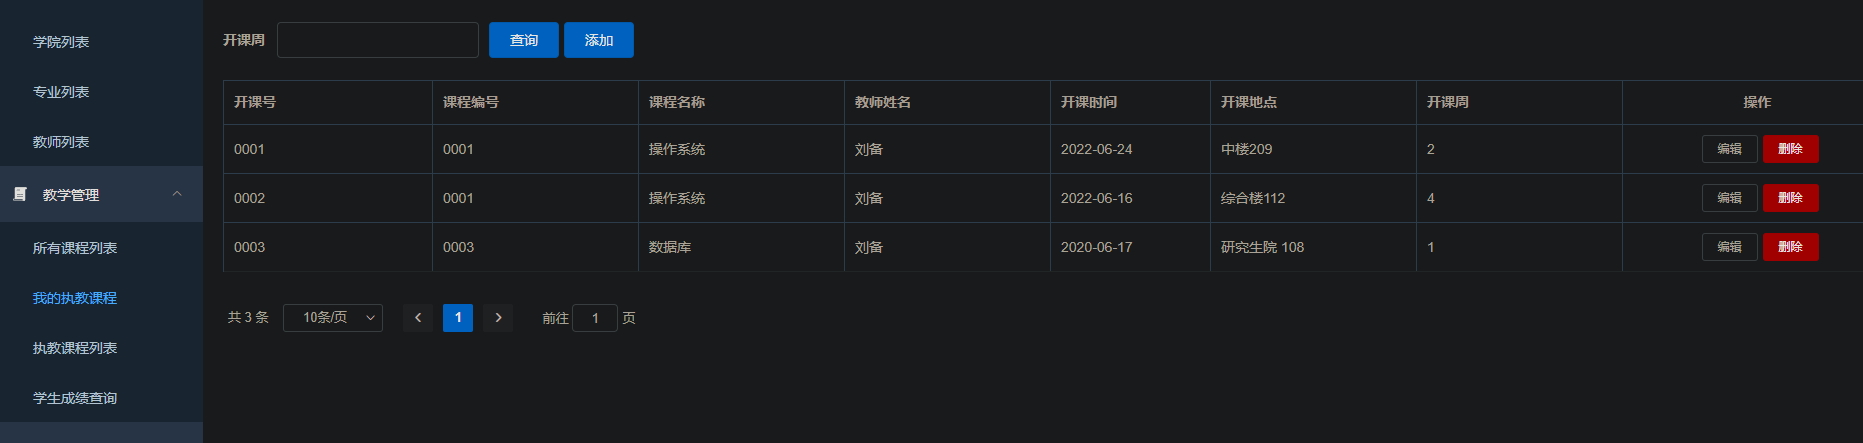 学院列表
专业列表
教师列表
教学管理
所有课程列表
我的执教课程
执教课程列表
学生成绩查询
开课周 查询 添加
开课号 课程编号 课程名称 教师姓名 开课时间 开课地点 开课周 操作
0001 0001 操作系统 刘备 2022-06-24 中楼209 2 编辑 删除
0002 0001 操作系统 刘备 2022-06-16 综合楼112 4 编辑 删除
0003 0003 数据库 刘备 2020-06-17 研究生院 108 1 编辑 删除
共 3 条 10条/页 1 前往 1 页